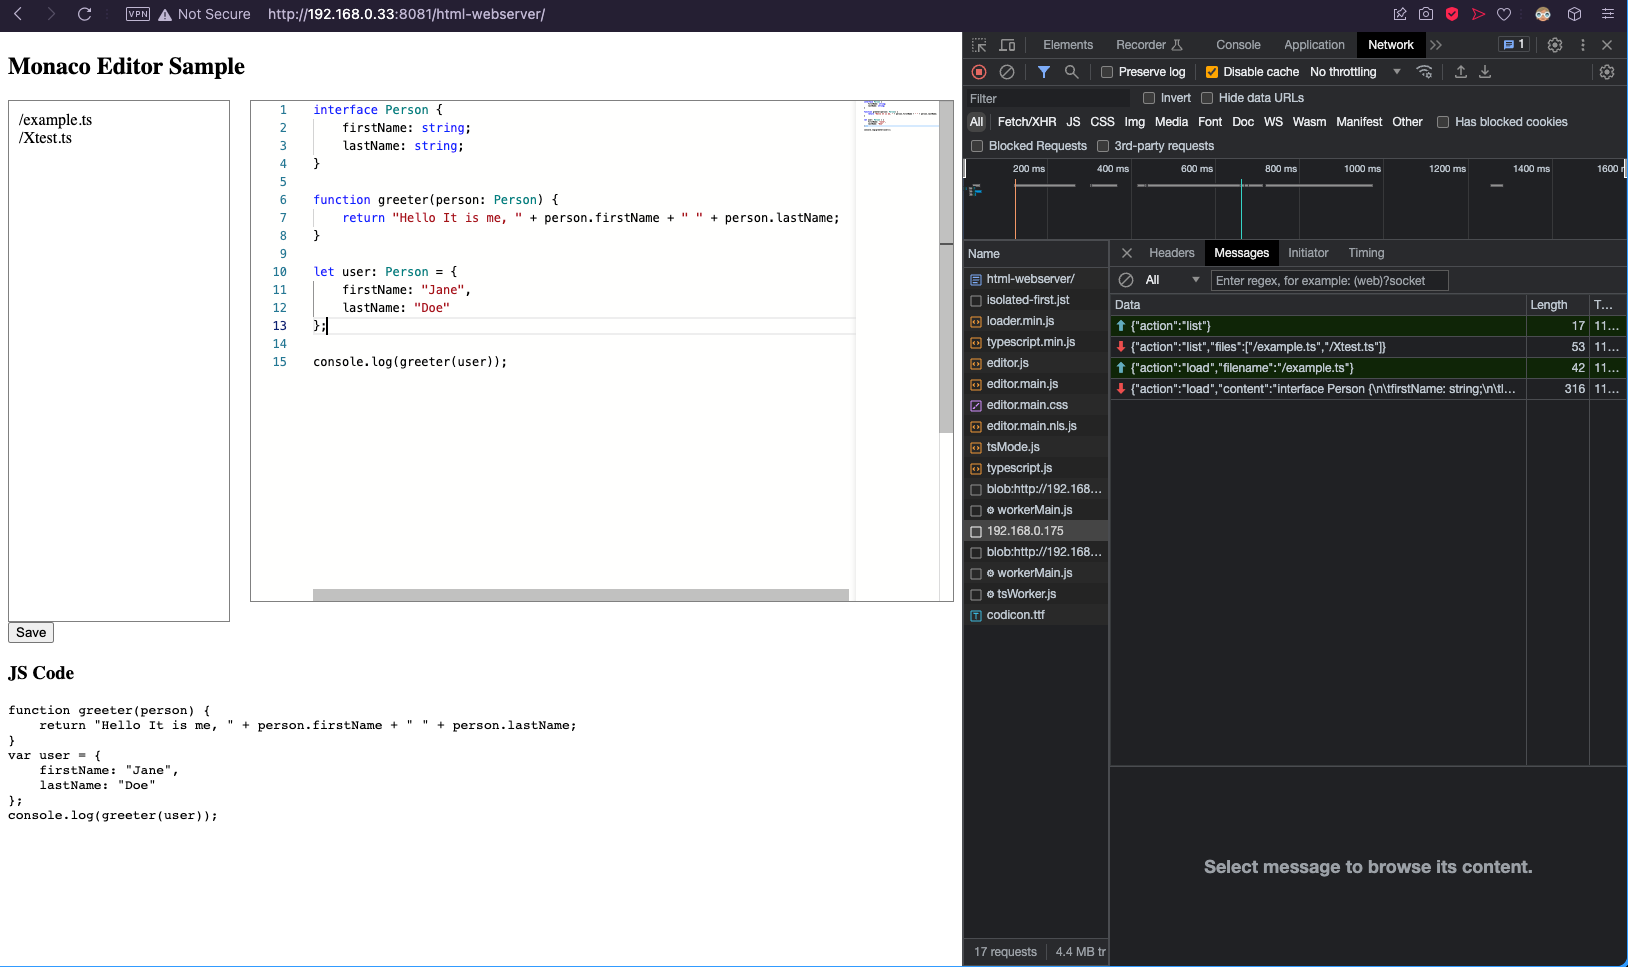 VPN Not Secure http://192.168.0.33:8081/html-webserver/
Monaco Editor Sample
/example.ts
/Xtest.ts
1 interface Person {
2 firstName: string;
3 lastName: string;
4 }
5
6 function greeter(person: Person) {
7 return "Hello It is me, " + person.firstName + " " + person.lastName;
8 }
9
10 let user: Person = {
11 firstName: "Jane",
12 lastName: "Doe"
13 };
14
15 console.log(greeter(user));
Save
JS Code
function greeter(person) {
return "Hello It is me, " + person.firstName + " " + person.lastName;
}
var user = {
firstName: "Jane",
lastName: "Doe"
};
console.log(greeter(user));
Elements Recorder Console Application Network 1
Preserve log Disable cache No throttling
Filter Invert Hide data URLs
All Fetch/XHR JS CSS Img Media Font Doc WS Wasm Manifest Other Has blocked cookies
Blocked Requests 3rd-party requests
200 ms 400 ms 600 ms 800 ms 1000 ms 1200 ms 1400 ms 1600 r
Name
html-webserver/
isolated-first.jst
loader.min.js
typescript.min.js
editor.js
editor.main.js
editor.main.css
editor.main.nls.js
tsMode.js
typescript.js
blob:http://192.168...
workerMain.js
192.168.0.175
blob:http://192.168...
workerMain.js
tsWorker.js
codicon.ttf
17 requests 4.4 MB tr
Headers Messages Initiator Timing
All Enter regex, for example: (web)?socket
Data Length T...
{"action":"list"} 17 11...
{"action":"list","files":["/example.ts","/Xtest.ts"]} 53 11...
{"action":"load","filename":"/example.ts"} 42 11...
{"action":"load","content":"interface Person {\n\tfirstName: string;\n\tl... 316 11...
Select message to browse its content.